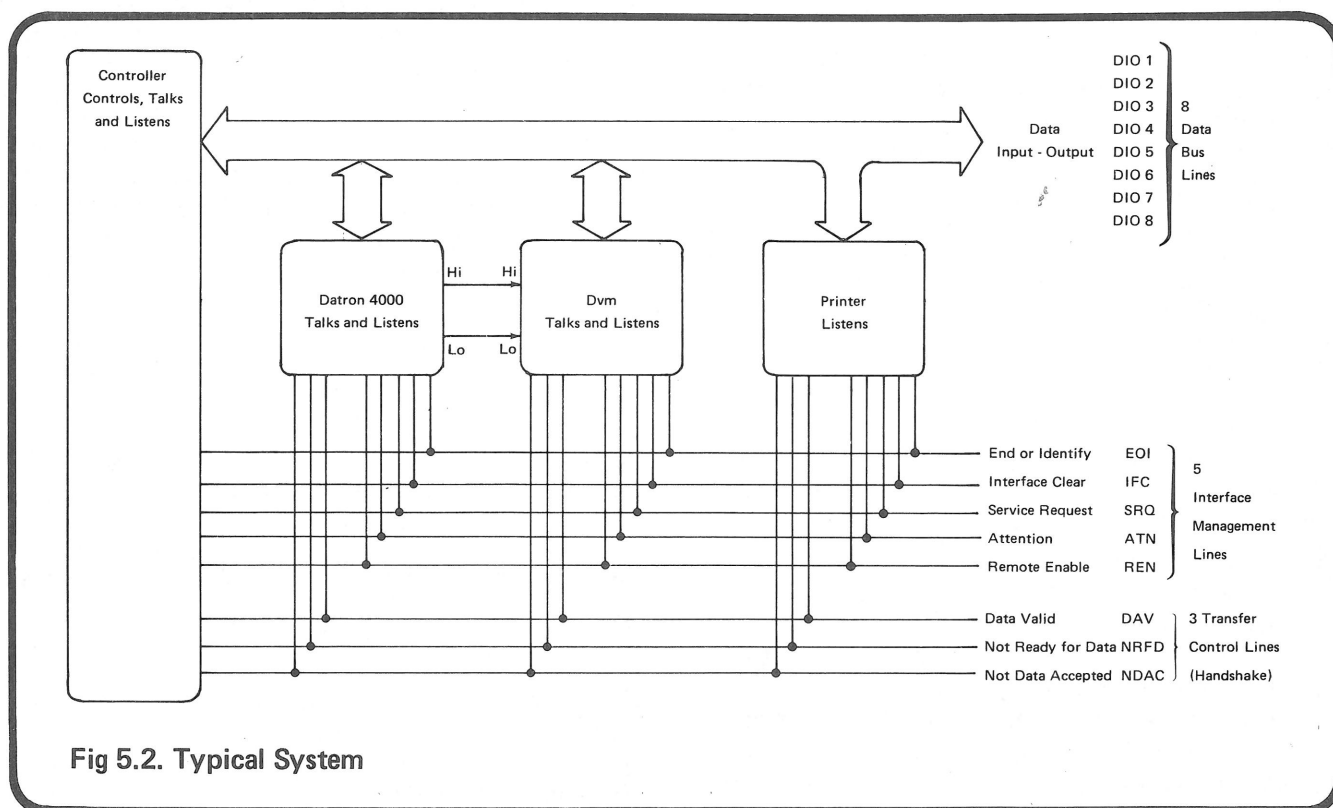 Controller
Controls, Talks
and Listens
Data
Input - Output
DIO 1
DIO 2
DIO 3
DIO 4
DIO 5
DIO 6
DIO 7
DIO 8
8
Data
Bus
Lines
Datron 4000
Talks and Listens
Hi
Hi
Lo
Lo
Dvm
Talks and Listens
Printer
Listens
End or Identify EOI
Interface Clear IFC
Service Request SRQ
Attention ATN
Remote Enable REN
5
Interface
Management
Lines
Data Valid DAV
Not Ready for Data NRFD
Not Data Accepted NDAC
3 Transfer
Control Lines
(Handshake)
Fig 5.2. Typical System